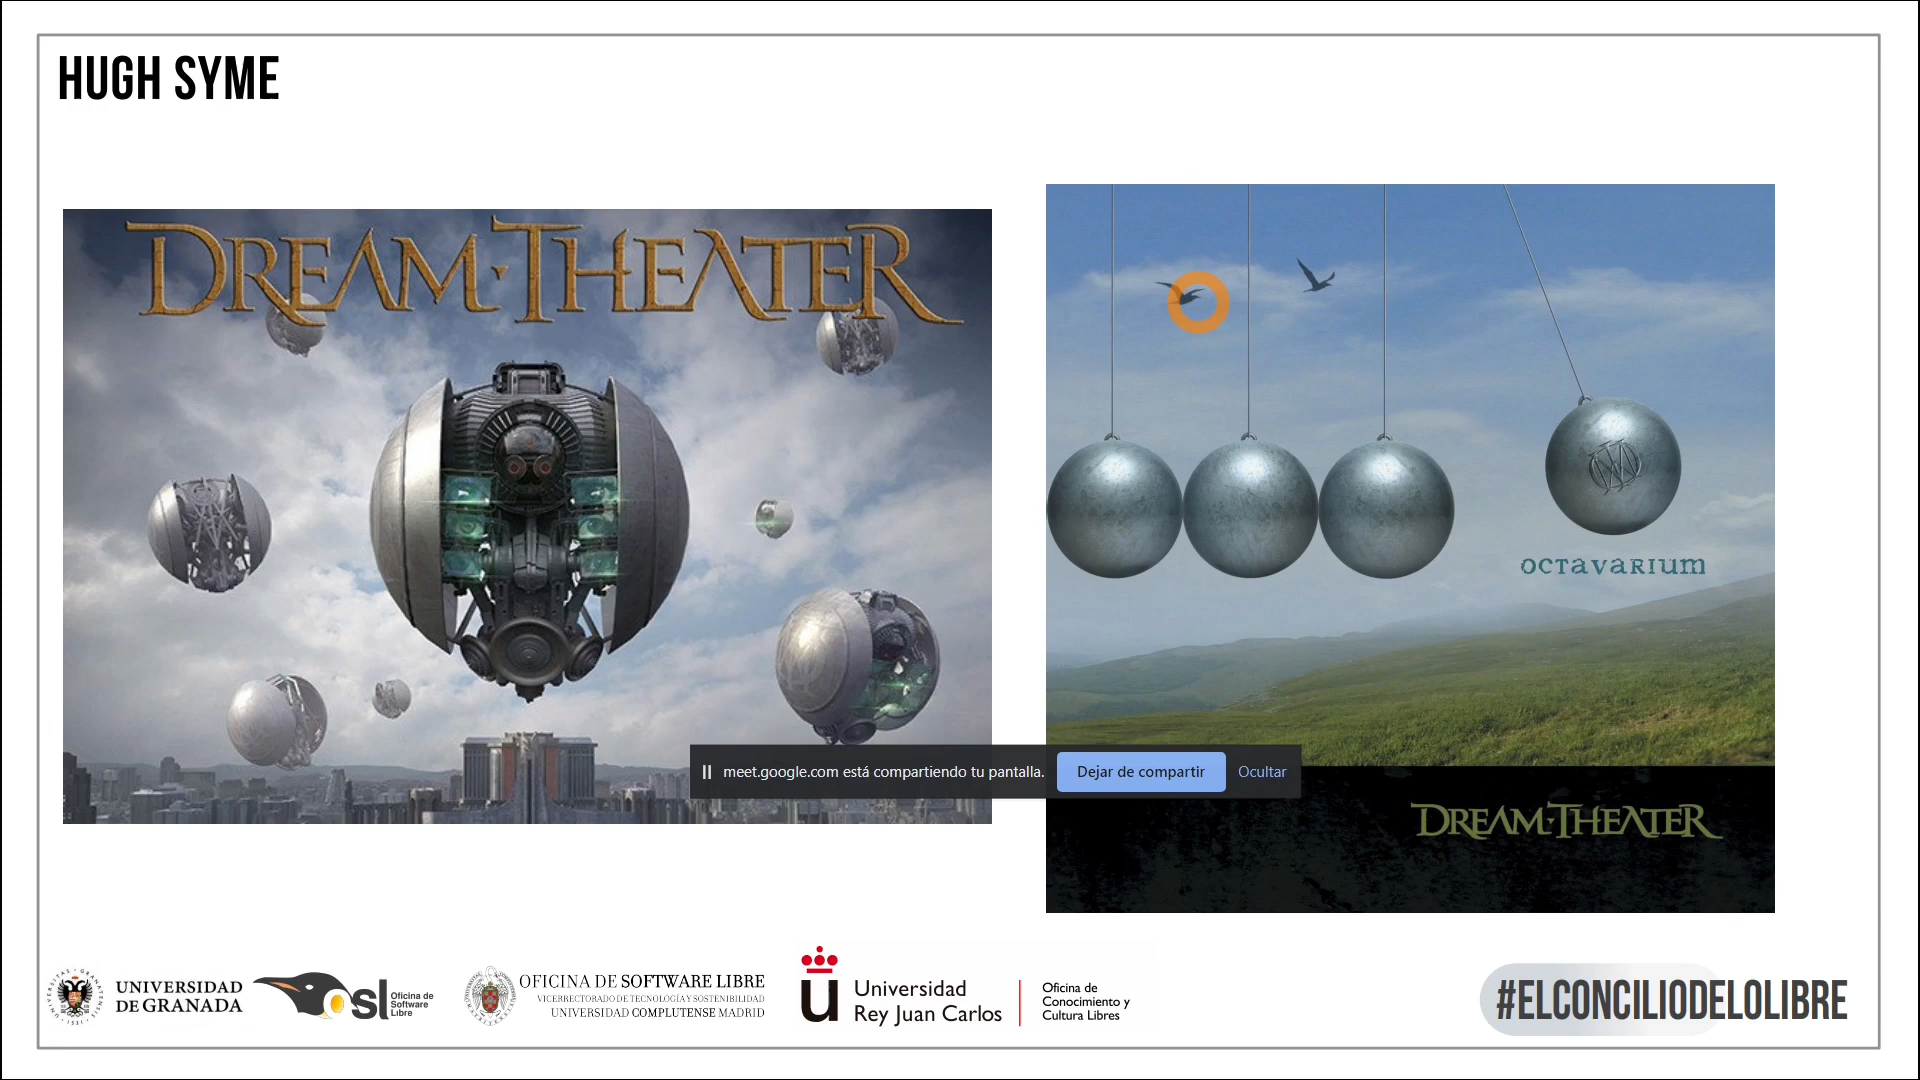 HUGH SYME
DREAM THEATER
OCTAVARIUM
meet.google.com está compartiendo tu pantalla.
Dejar de compartir
Ocultar
DREAM THEATER
UNIVERSIDAD
DE GRANADA
OSL
Oficina de
Software
Libre
OFICINA DE SOFTWARE LIBRE
VICERRECTORADO DE TECNOLOGÍA Y SOSTENIBILIDAD
UNIVERSIDAD COMPLUTENSE MADRID
u
Universidad
Rey Juan Carlos
Oficina de
Conocimiento y
Cultura Libres
#ELCONCILIODELOLIBRE